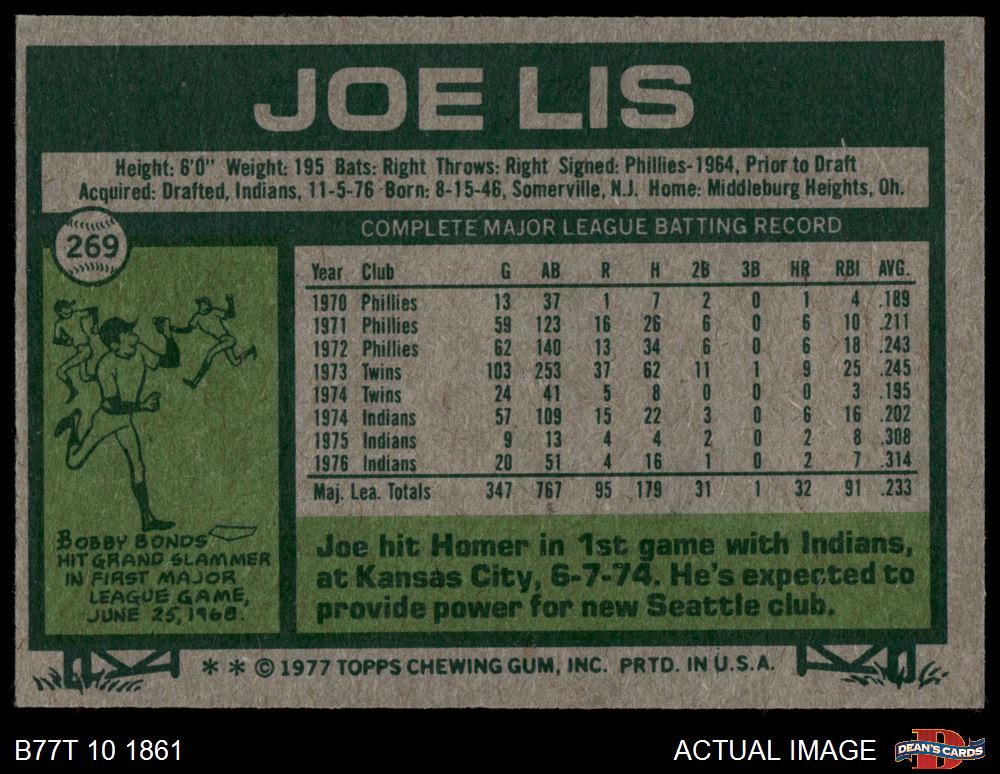 JOE LIS
Height: 6'0" Weight: 195 Bats: Right Throws: Right Signed: Phillies-1964, Prior to Draft
Acquired: Drafted, Indians, 11-5-76 Born: 8-15-46, Somerville, N.J. Home: Middleburg Heights, Oh.
269
COMPLETE MAJOR LEAGUE BATTING RECORD
Year Club G AB R H 2B 3B HR RBI AVG.
1970 Phillies 13 37 1 7 2 0 1 4 .189
1971 Phillies 59 123 16 26 6 0 6 10 .211
1972 Phillies 62 140 13 34 6 0 6 18 .243
1973 Twins 103 253 37 62 11 1 9 25 .245
1974 Twins 24 41 5 8 0 0 0 3 .195
1974 Indians 57 109 15 22 3 0 6 16 .202
1975 Indians 9 13 4 4 2 0 2 8 .308
1976 Indians 20 51 4 16 1 0 2 7 .314
Maj. Lea. Totals 347 767 95 179 31 1 32 91 .233
BOBBY BONDS
HIT GRAND SLAMMER
IN FIRST MAJOR
LEAGUE GAME,
JUNE 25, 1968.
Joe hit Homer in 1st game with Indians,
at Kansas City, 6-7-74. He's expected to
provide power for new Seattle club.
* * © 1977 TOPPS CHEWING GUM, INC. PRTD. IN U.S.A.
B77T 10 1861
ACTUAL IMAGE
D
DEAN'S CARDS